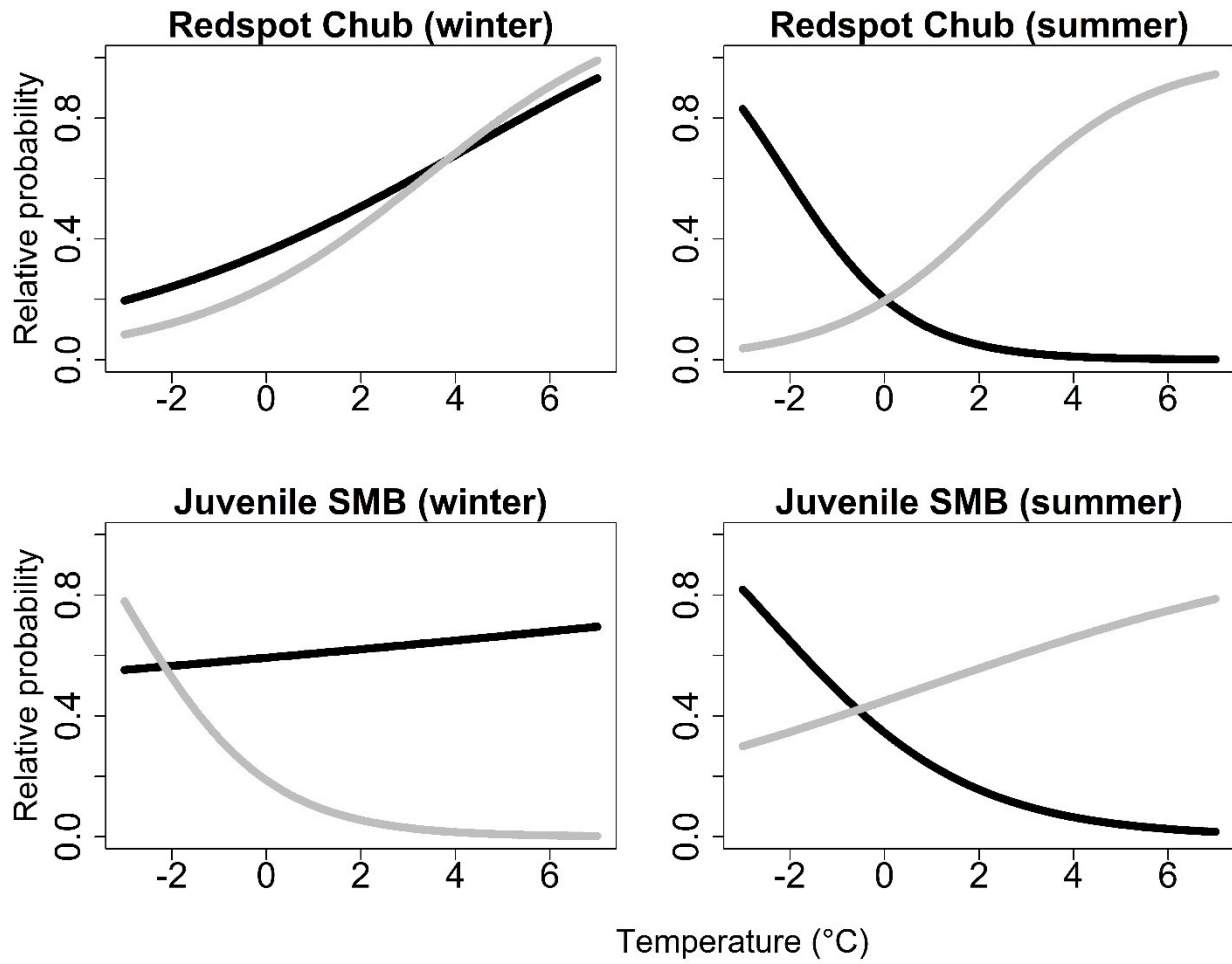 Redspot Chub (winter)
Redspot Chub (summer)
Relative probability
0.8
0.4
0.0
-2 0 2 4 6
0.8
0.4
0.0
-2 0 2 4 6
Juvenile SMB (winter)
Juvenile SMB (summer)
Relative probability
0.8
0.4
0.0
-2 0 2 4 6
0.8
0.4
0.0
-2 0 2 4 6
Temperature (°C)